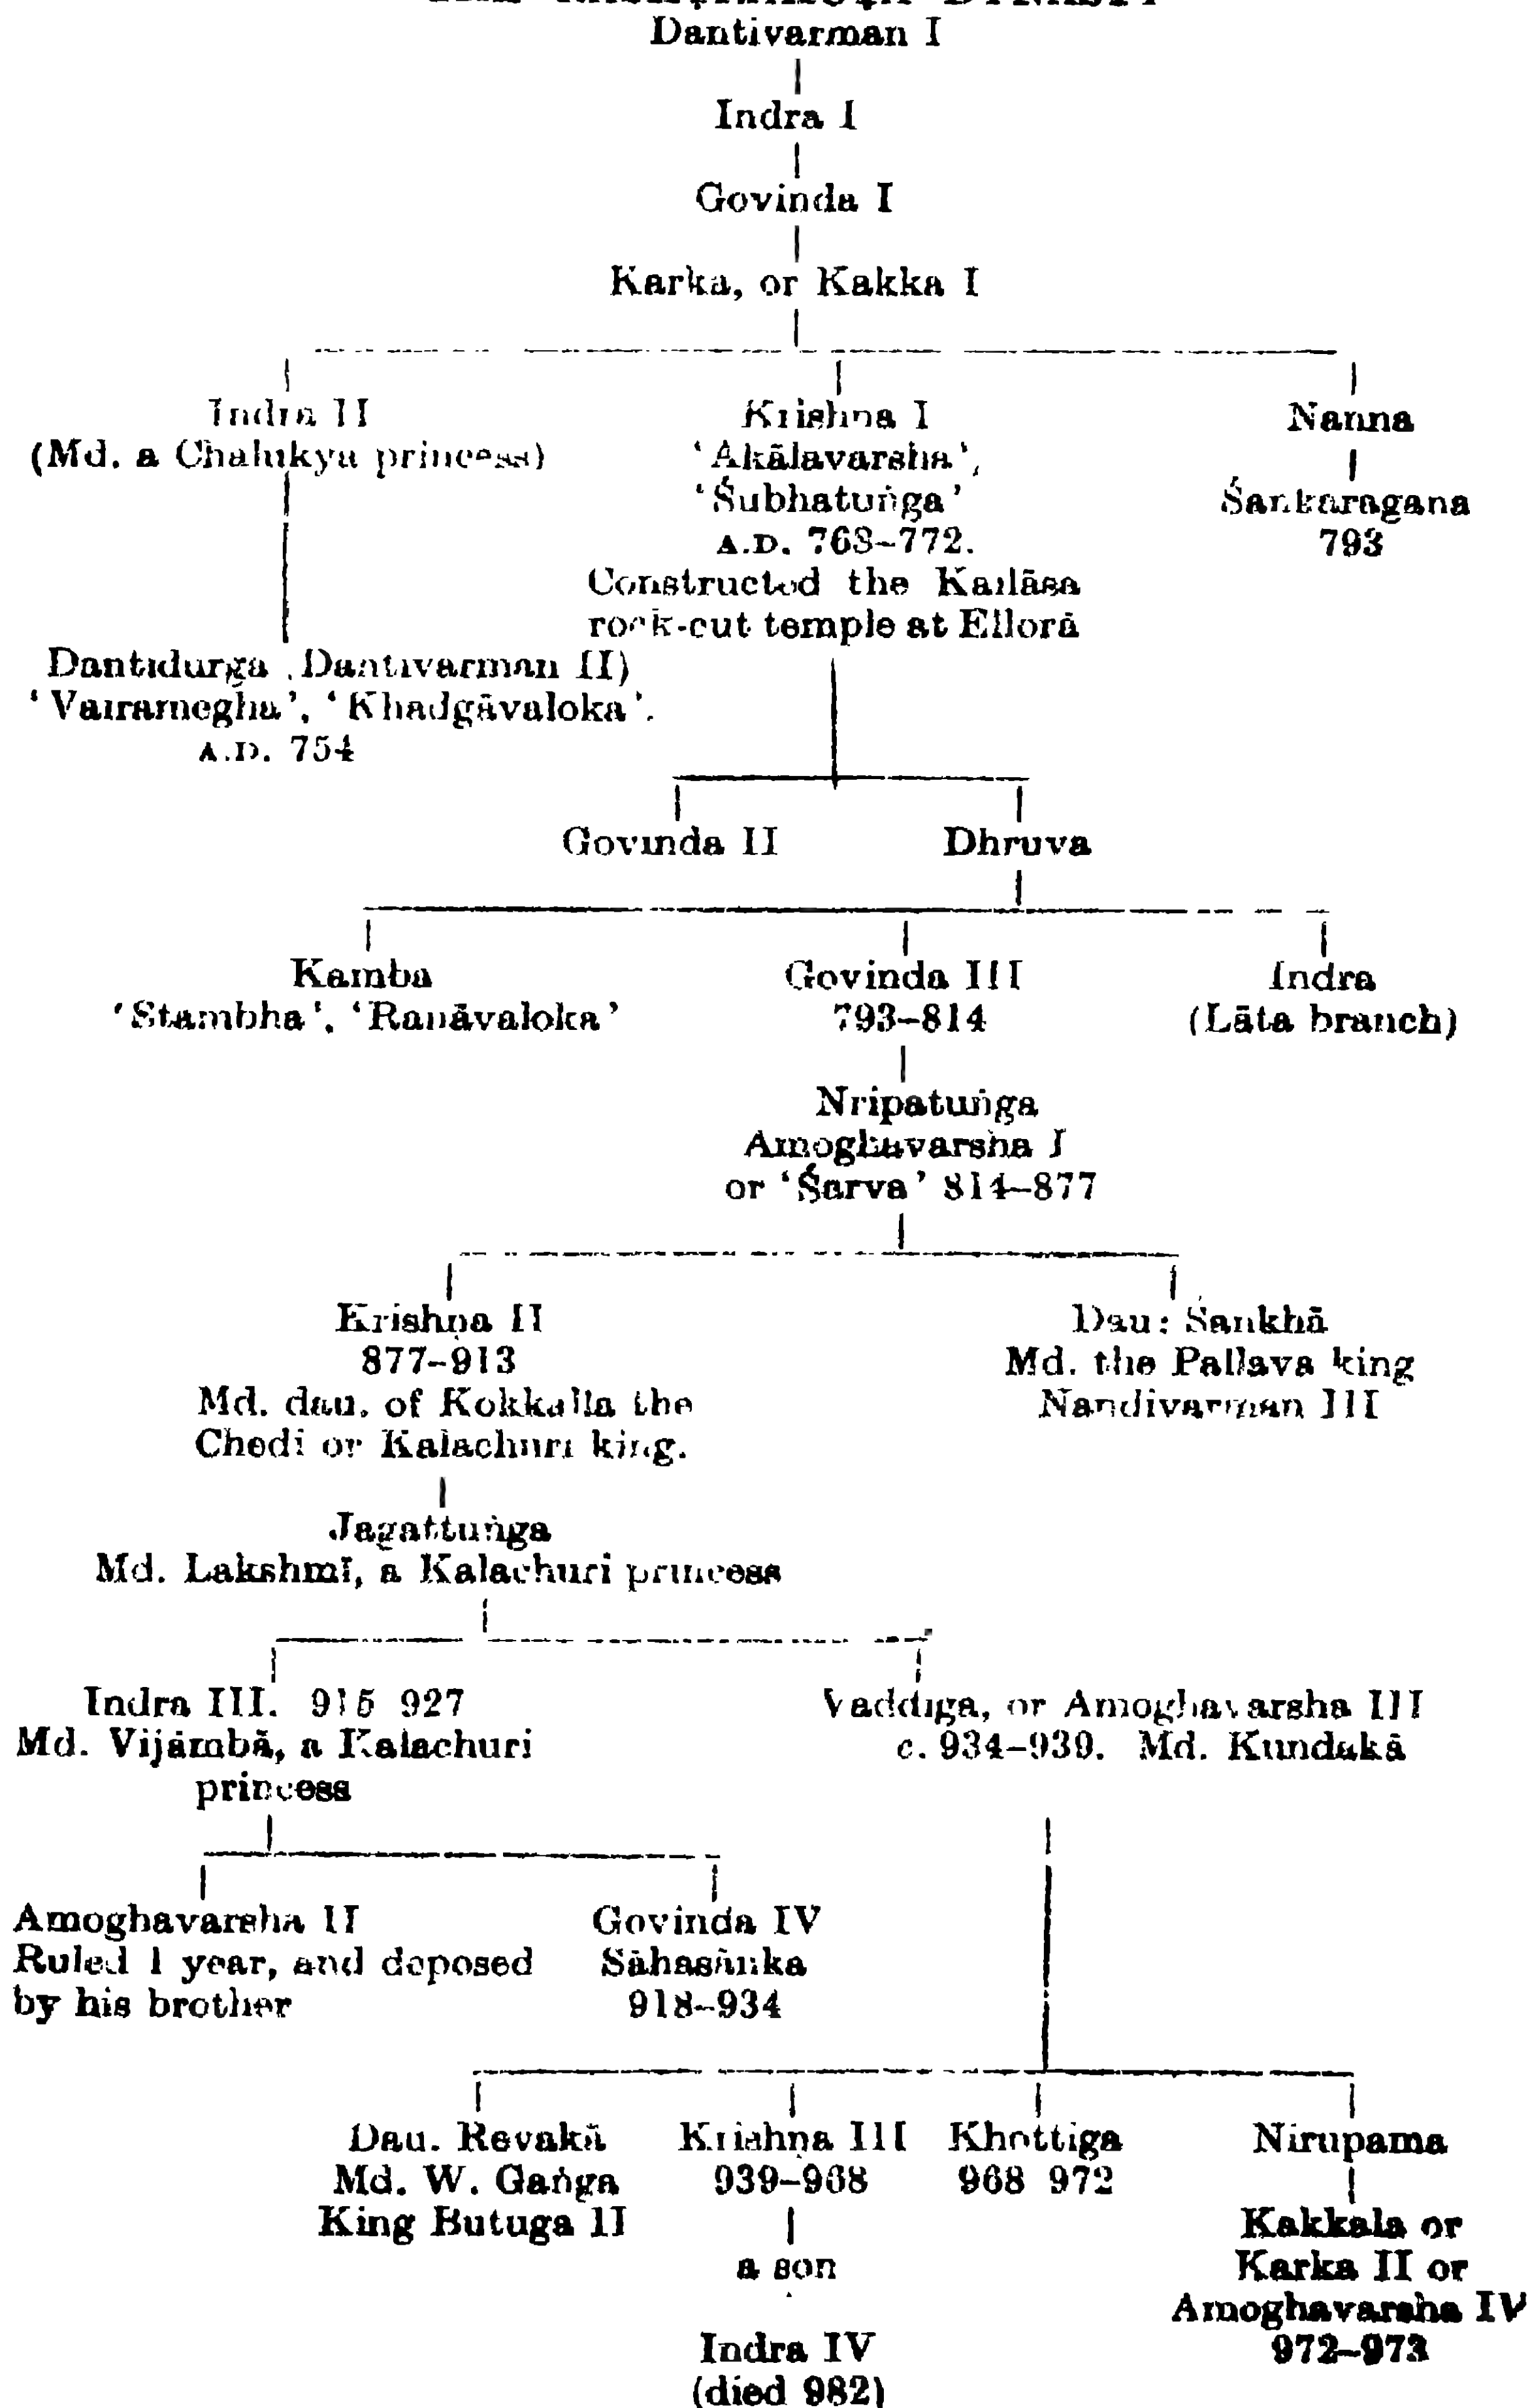 Dantivarman I
Indra I
Govinda I
Karka, or Kakka I
Indra II
(Md. a Chalukya princess)
Krishna I
‘Akālavarsha’,
‘Śubhatuṅga’
A.D. 768–772.
Constructed the Kailāsa
rock-cut temple at Ellorā
Nanna
Śankaragana
793
Dantidurga (Dantivarman II)
‘Vairamegha’, ‘Khadgāvaloka’.
A.D. 754
Govinda II
Dhruva
Kamba
‘Stambha’, ‘Ranāvaloka’
Govinda III
793–814
Indra
(Lāta branch)
Nripatuṅga
Amoghavarsha I
or ‘Śarva’ 814–877
Krishṇa II
877–913
Md. dau. of Kokkalla the
Chedi or Kalachuri king.
Dau: Śankhā
Md. the Pallava king
Nandivarman III
Jagattuṅga
Md. Lakshmī, a Kalachuri princess
Indra III. 915 927
Md. Vijāmbā, a Kalachuri
princess
Vaddiga, or Amoghavarsha III
c. 934–939. Md. Kundakā
Amoghavarsha II
Ruled 1 year, and deposed
by his brother
Govinda IV
Sāhasāṅka
918–934
Dau. Revakā
Md. W. Gaṅga
King Butuga II
Krishṇa III
939–968
a son
Indra IV
(died 982)
Khottiga
968 972
Nirupama
Kakkala or
Karka II or
Amoghavarsha IV
972–973